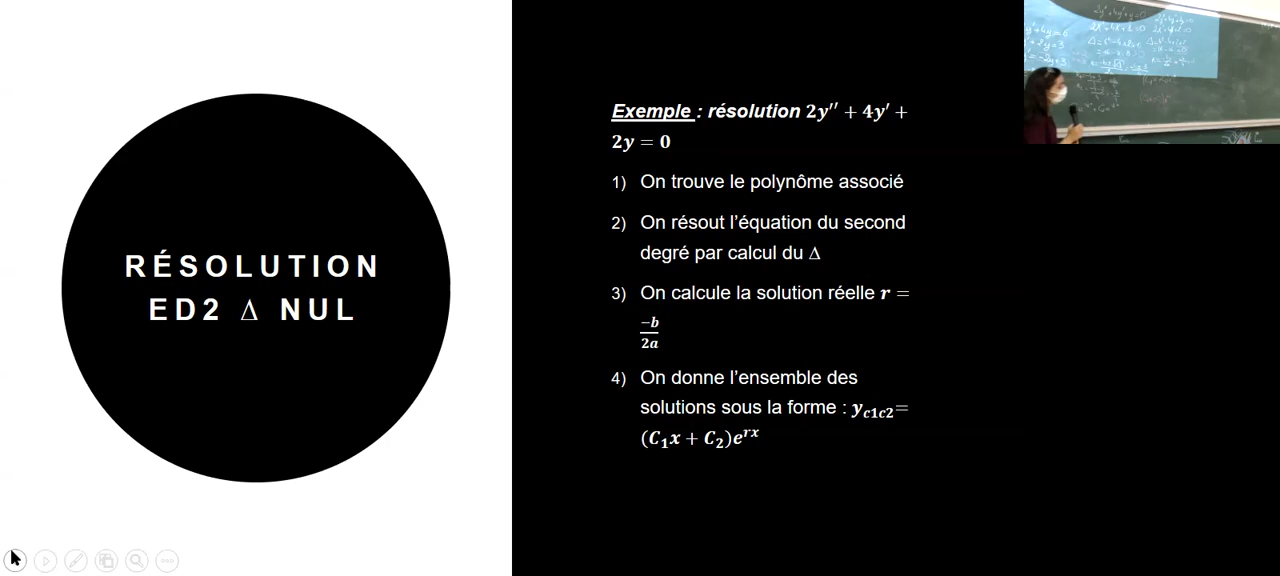 RÉSOLUTION
ED2 Δ NUL
Exemple : résolution 2y′′ + 4y′ +
2y = 0
1) On trouve le polynôme associé
2) On résout l’équation du second
degré par calcul du Δ
3) On calcule la solution réelle r =
−b
2a
4) On donne l’ensemble des
solutions sous la forme : y_c1c2=
(C₁x + C₂)e^rx